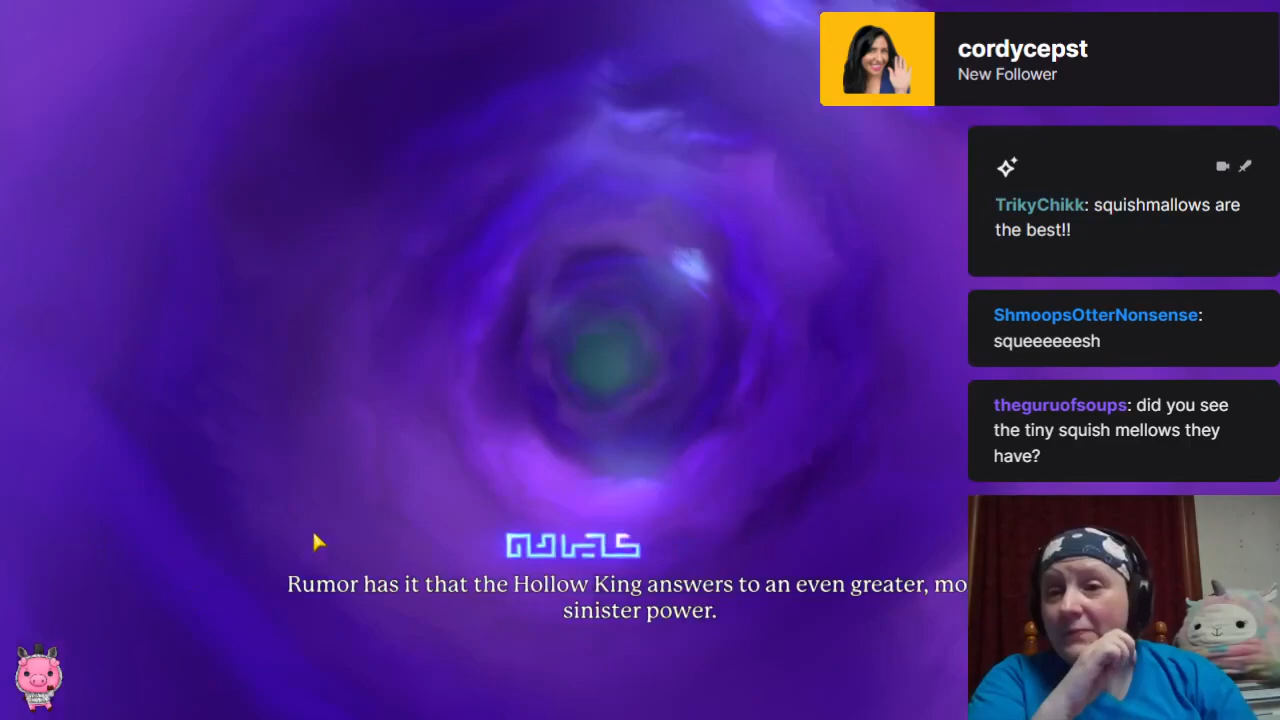 cordycepst
New Follower
TrikyChikk: squishmallows are
the best!!
ShmoopsOtterNonsense:
squeeeeeesh
theguruofsoups: did you see
the tiny squish mellows they
have?
Rumor has it that the Hollow King answers to an even greater, mo
sinister power.